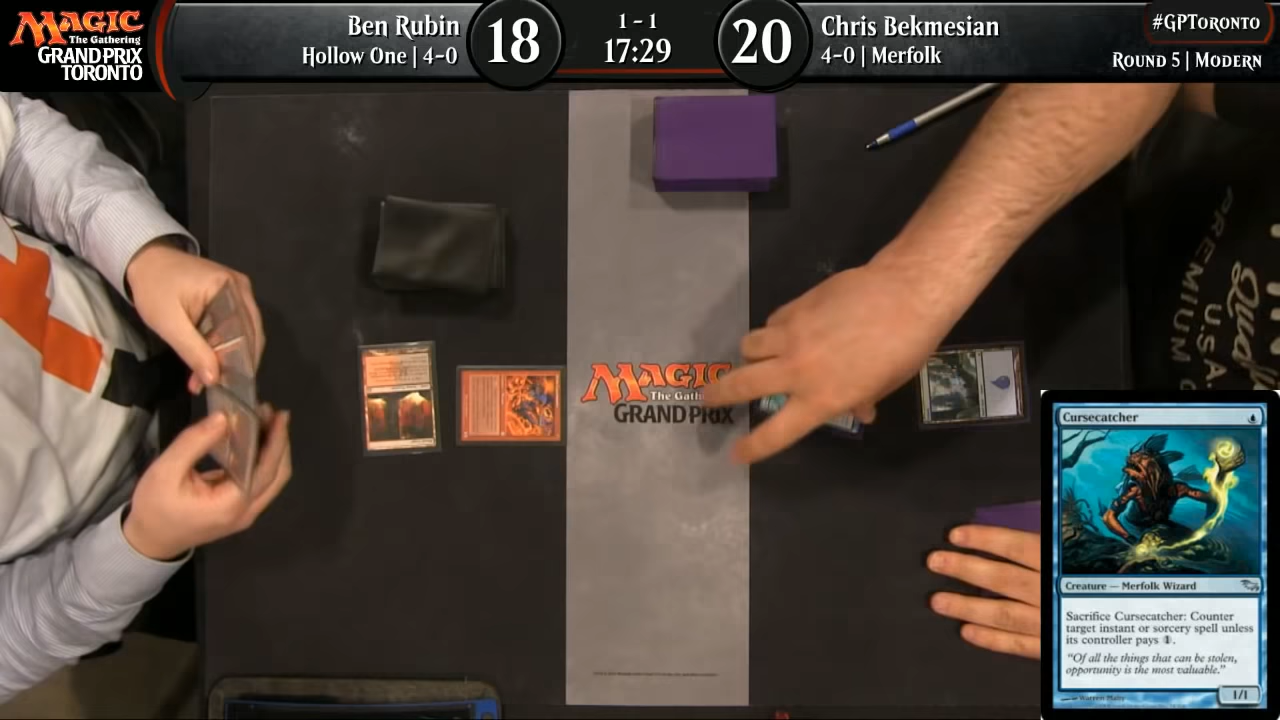 MAGIC
The Gathering
GRAND PRIX
TORONTO
Ben Rubin
Hollow One | 4-0
18
1 - 1
17:29
20
Chris Bekmesian
4-0 | Merfolk
#GPTORONTO
ROUND 5 | MODERN
MAGIC
The Gath
GRAND PRIX
PREMIUM
U.S.A.
Cursecatcher
Creature — Merfolk Wizard
Sacrifice Cursecatcher: Counter
target instant or sorcery spell unless
its controller pays 1.
"Of all the things that can be stolen,
opportunity is the most valuable."
1/1